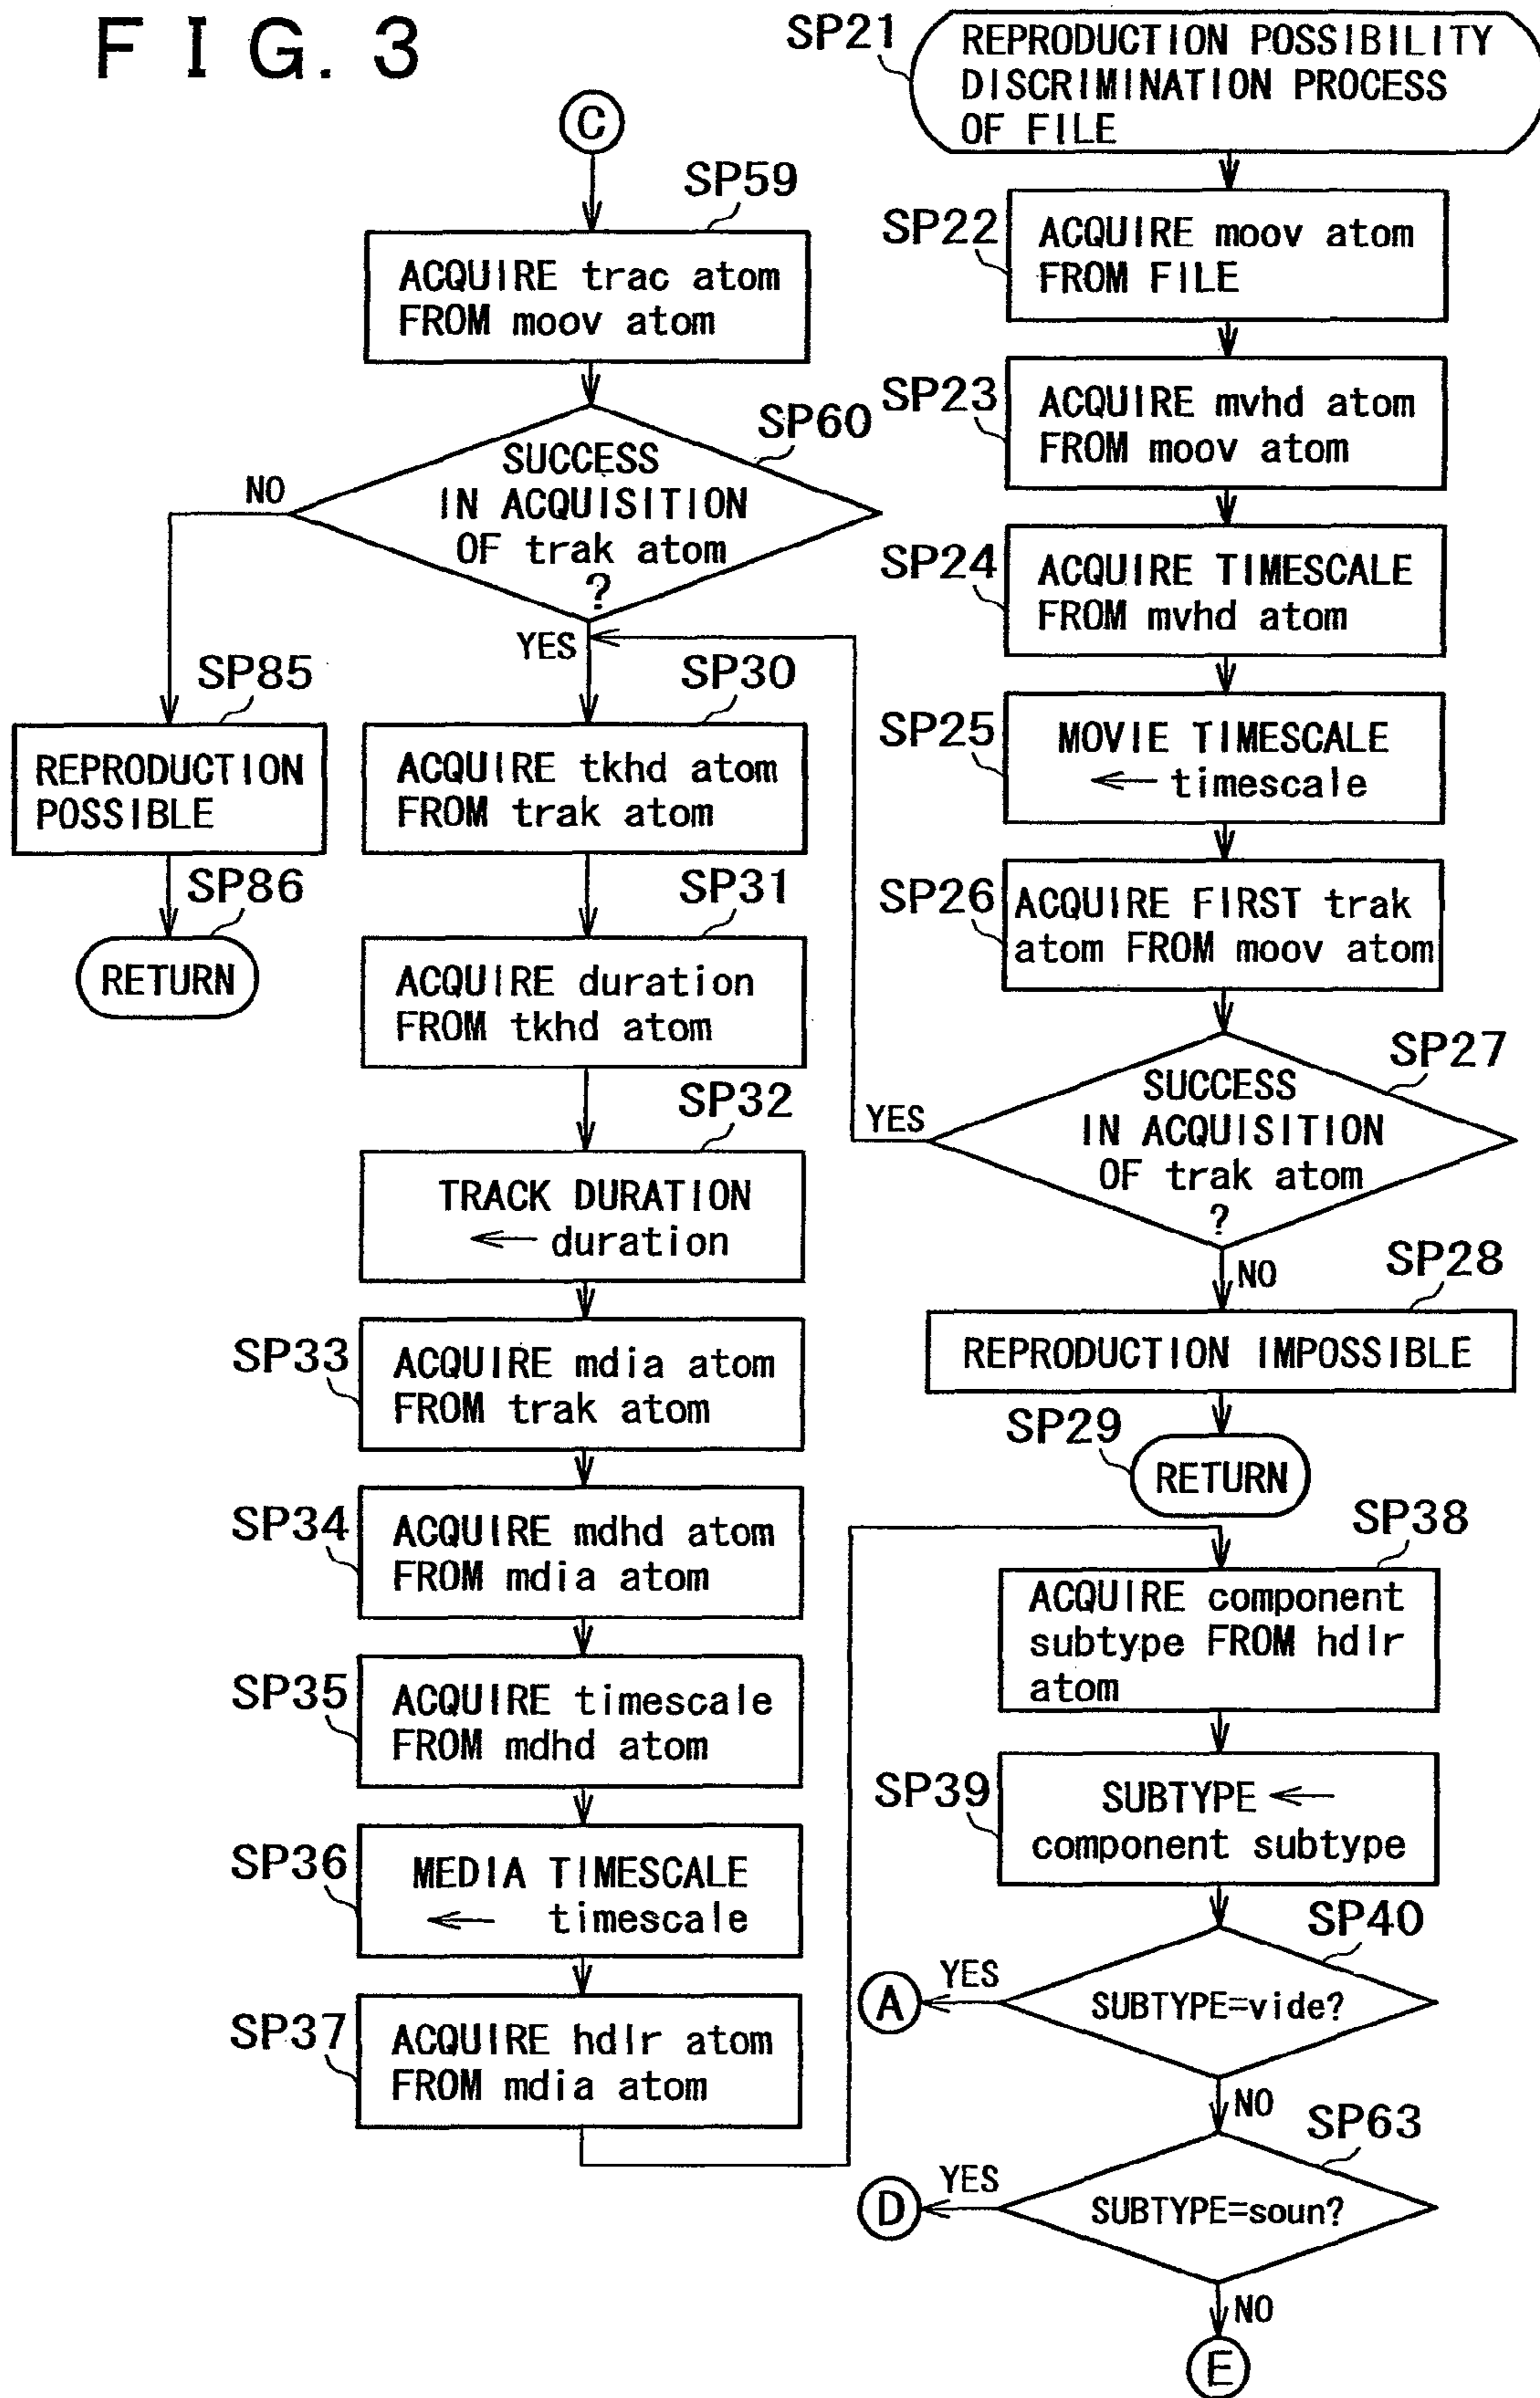 FIG. 3
SP21
REPRODUCTION POSSIBILITY
DISCRIMINATION PROCESS
OF FILE
SP22
ACQUIRE moov atom
FROM FILE
SP23
ACQUIRE mvhd atom
FROM moov atom
SP24
ACQUIRE TIMESCALE
FROM mvhd atom
SP25
MOVIE TIMESCALE
← timescale
SP26
ACQUIRE FIRST trak
atom FROM moov atom
SP27
SUCCESS
IN ACQUISITION
OF trak atom
?
YES
NO
SP28
REPRODUCTION IMPOSSIBLE
SP29
RETURN
C
SP59
ACQUIRE trac atom
FROM moov atom
SP60
SUCCESS
IN ACQUISITION
OF trak atom
?
NO
YES
SP85
REPRODUCTION
POSSIBLE
SP86
RETURN
SP30
ACQUIRE tkhd atom
FROM trak atom
SP31
ACQUIRE duration
FROM tkhd atom
SP32
TRACK DURATION
← duration
SP33
ACQUIRE mdia atom
FROM trak atom
SP34
ACQUIRE mdhd atom
FROM mdia atom
SP35
ACQUIRE timescale
FROM mdhd atom
SP36
MEDIA TIMESCALE
← timescale
SP37
ACQUIRE hdlr atom
FROM mdia atom
SP38
ACQUIRE component
subtype FROM hdlr
atom
SP39
SUBTYPE ←
component subtype
SP40
SUBTYPE=vide?
YES
A
NO
SP63
SUBTYPE=soun?
YES
D
NO
E